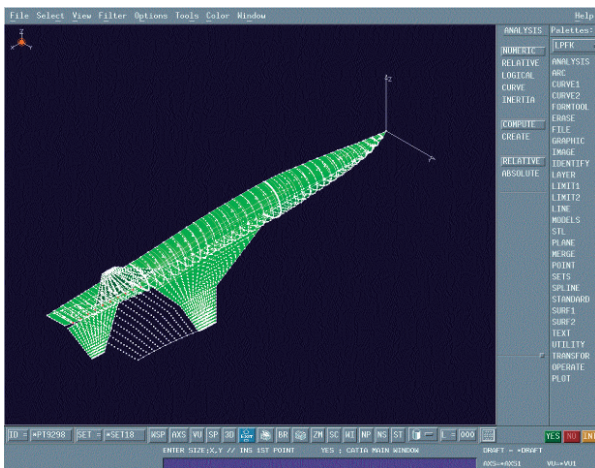 File Select View Filter Options Tools Color Window Help
ANALYSIS Palettes:
LPFK
NUMERIC
RELATIVE
LOGICAL
CURVE
INERTIA
COMPUTE
CREATE
RELATIVE
ABSOLUTE
ANALYSIS
ARC
CURVE1
CURVE2
FORMTOOL
ERASE
FILE
GRAPHIC
IMAGE
IDENTIFY
LAYER
LIMIT1
LIMIT2
LINE
MODELS
STL
PLANE
MERGE
POINT
SETS
SPLINE
STANDARD
SURF1
SURF2
TEXT
UTILITY
TRANSFOR
OPERATE
PLOT
ID = *PT9298 SET = *SET18 WSP AXS VU SP 3D BR ZM SC WI NP NS ST L = 000 YES NO INT
ENTER SIZE;X,Y // INS 1ST POINT YES : CATIA MAIN WINDOW DRAFT = *DRAFT
AXS=*AXS1 VU=*VU1